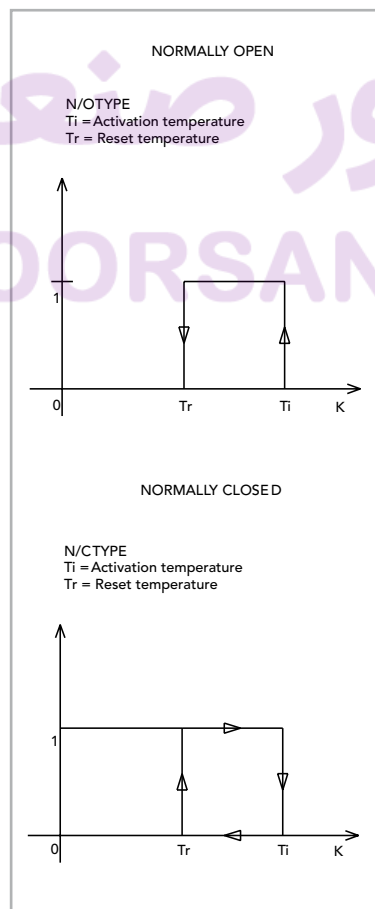 NORMALLY OPEN
N/OTYPE
Ti = Activation temperature
Tr = Reset temperature
1
0 Tr Ti K
NORMALLY CLOSED
N/CTYPE
Ti = Activation temperature
Tr = Reset temperature
1
0 Tr Ti K